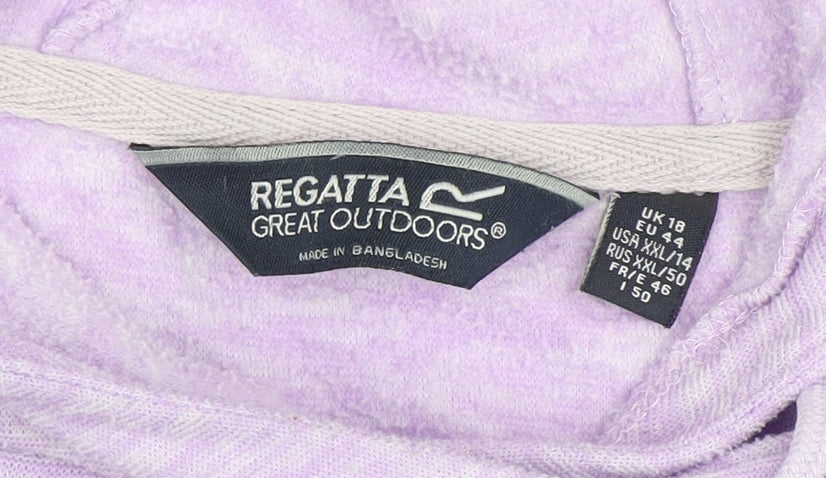 REGATTA
GREAT OUTDOORS®
MADE IN BANGLADESH
UK 18
EU 44
USA XXL/14
RUS XXL/50
FR/E 46
I 50